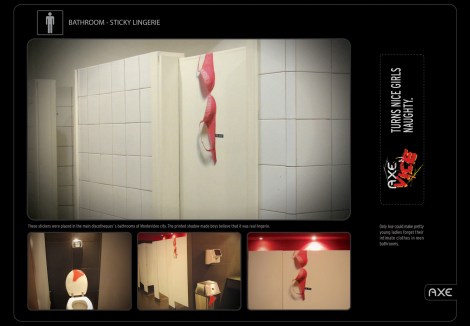 BATHROOM - STICKY LINGERIE
TURNS NICE GIRLS
NAUGHTY.
AXE
VICE
These stickers were placed in the main discotheques´s bathrooms of Montevideo city. The printed shadow made boys believe that it was real lingerie.
Only Axe could make pretty
young ladies forget their
intimate clothes in men
bathrooms.
AXE